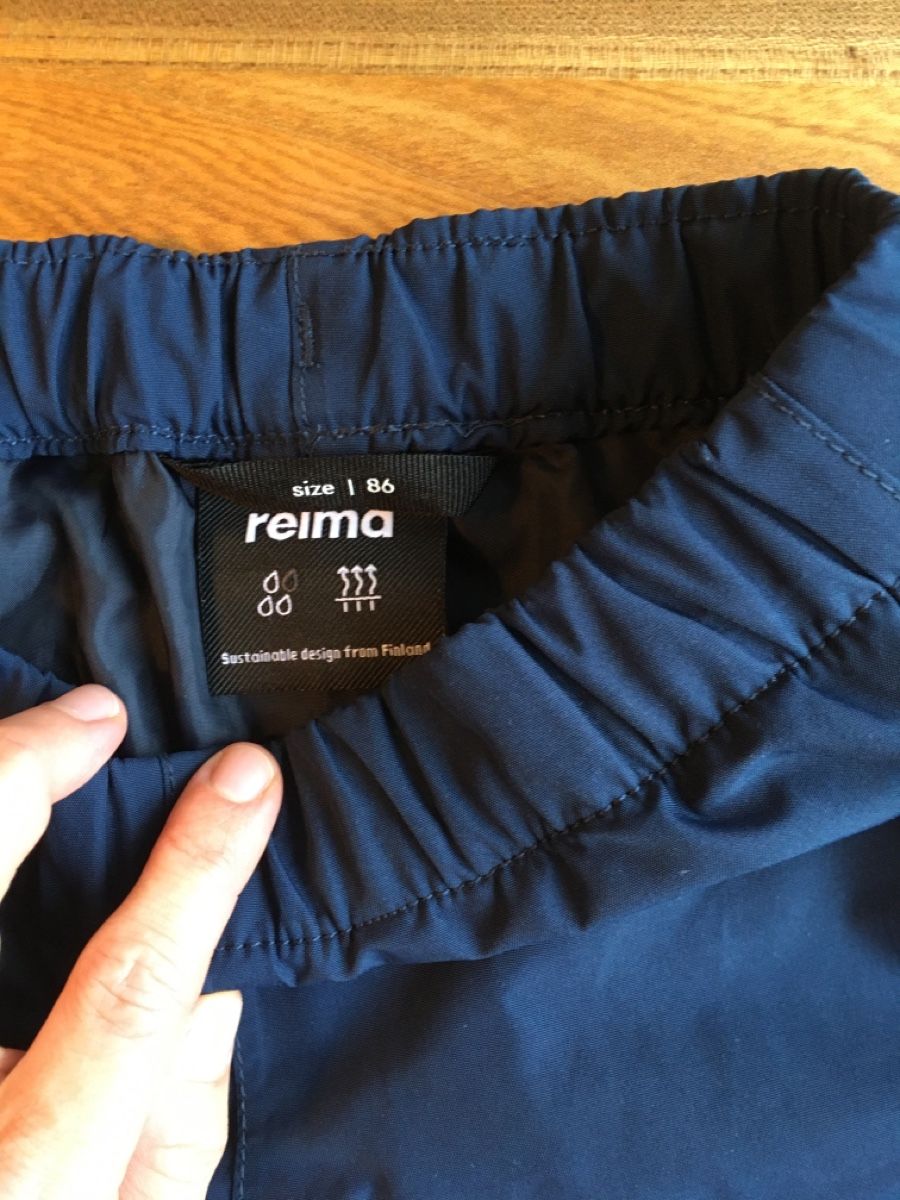 size | 86
reima
Sustainable design from Finland